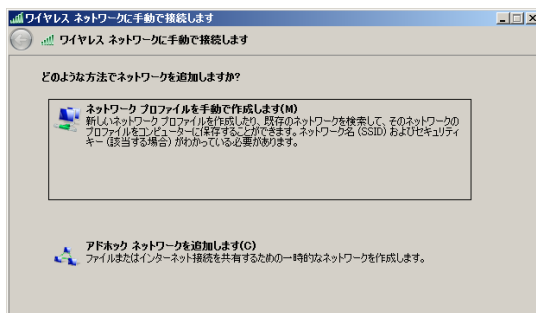 ワイヤレス ネットワークに手動で接続します
ワイヤレス ネットワークに手動で接続します
どのような方法でネットワークを追加しますか?
ネットワーク プロファイルを手動で作成します(M)
新しいネットワーク プロファイルを作成したり、既存のネットワークを検索して、そのネットワークの
プロファイルをコンピューターに保存することができます。ネットワーク名 (SSID) およびセキュリティ
キー (該当する場合) がわかっている必要があります。
アドホック ネットワークを追加します(C)
ファイルまたはインターネット接続を共有するための一時的なネットワークを作成します。